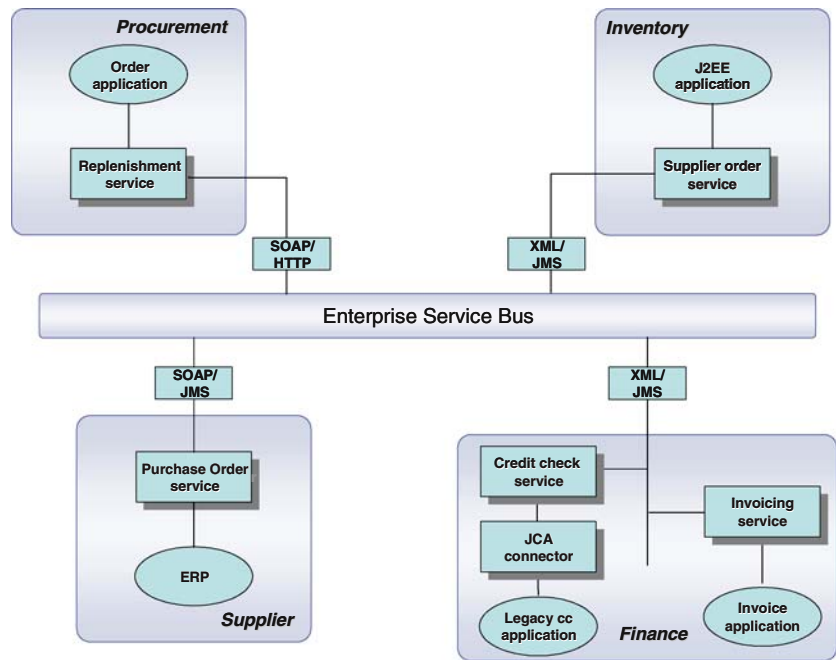 Procurement
Order
application
Replenishment
service
Inventory
J2EE
application
Supplier order
service
SOAP/
HTTP
XML/
JMS
Enterprise Service Bus
SOAP/
JMS
XML/
JMS
Purchase Order
service
ERP
Supplier
Credit check
service
JCA
connector
Legacy cc
application
Invoicing
service
Invoice
application
Finance